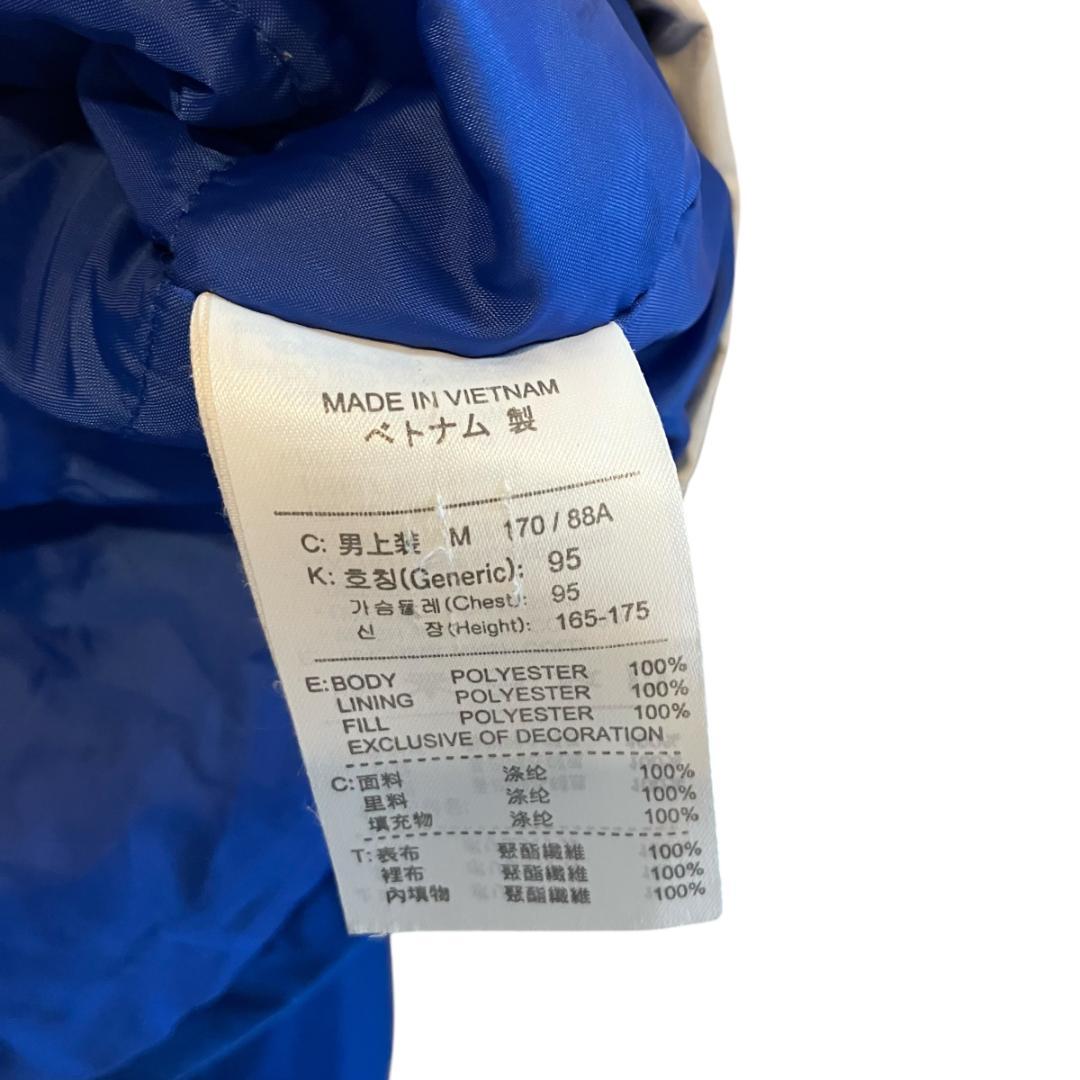 MADE IN VIETNAM
ベトナム 製
C: 男上装 M 170 / 88A
K: 호칭(Generic): 95
가슴둘레(Chest): 95
신 장(Height): 165-175
E: BODY POLYESTER 100%
LINING POLYESTER 100%
FILL POLYESTER 100%
EXCLUSIVE OF DECORATION
C: 面料 涤纶 100%
里料 涤纶 100%
填充物 涤纶 100%
T: 表布 聚酯纖維 100%
裡布 聚酯纖維 100%
內填物 聚酯纖維 100%